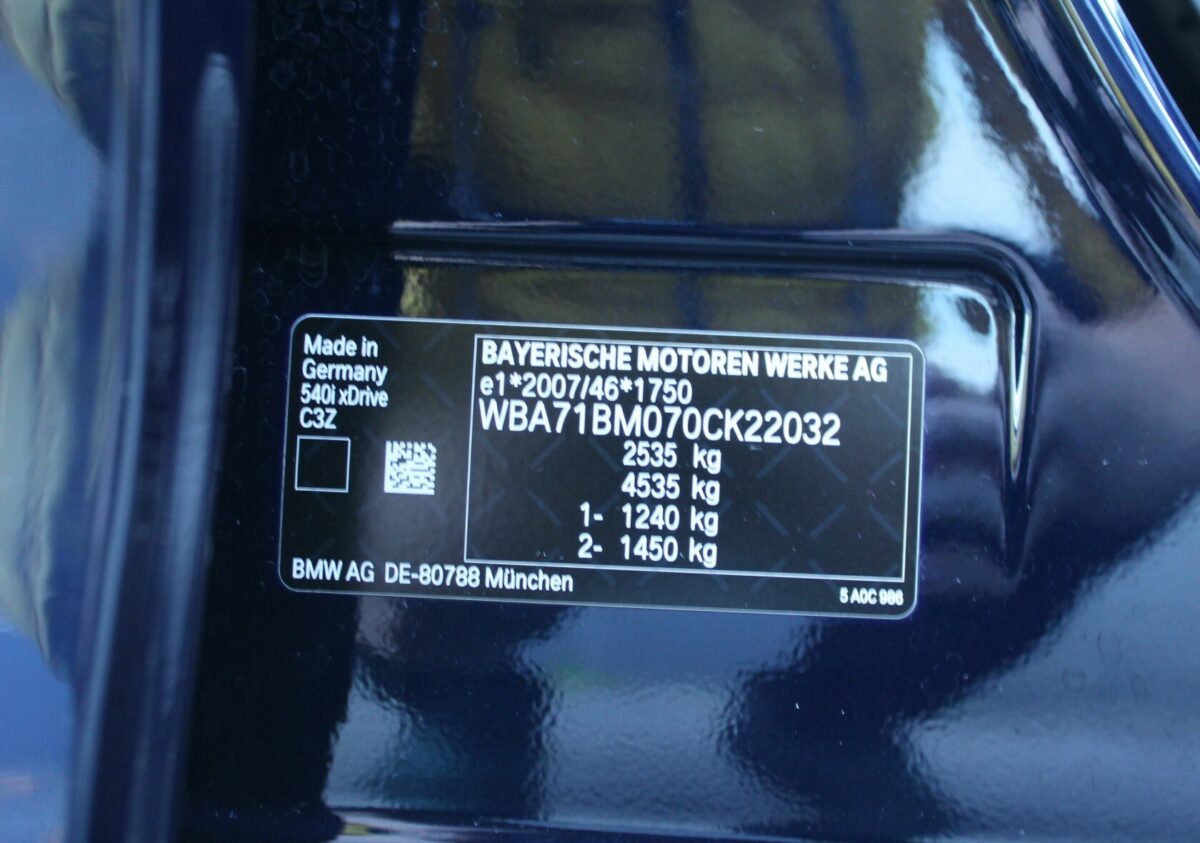 Made in
Germany
540i xDrive
C3Z
BAYERISCHE MOTOREN WERKE AG
e1*2007/46*1750
WBA71BM070CK22032
2535 kg
4535 kg
1- 1240 kg
2- 1450 kg
BMW AG DE-80788 München
5 A0C 986